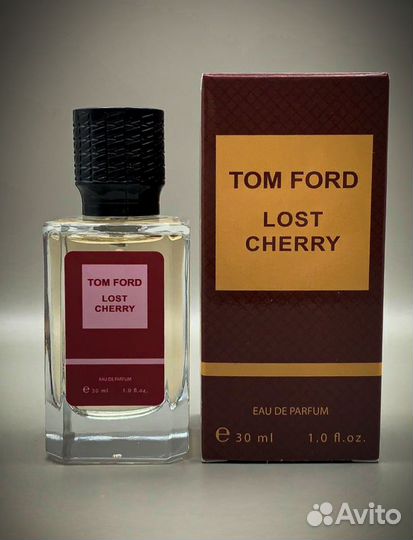 TOM FORD
LOST
CHERRY
EAU DE PARFUM
e 30 ml 1.0 fl.oz.
TOM FORD
LOST
CHERRY
EAU DE PARFUM
e 30 ml 1.0 fl.oz.
Avito